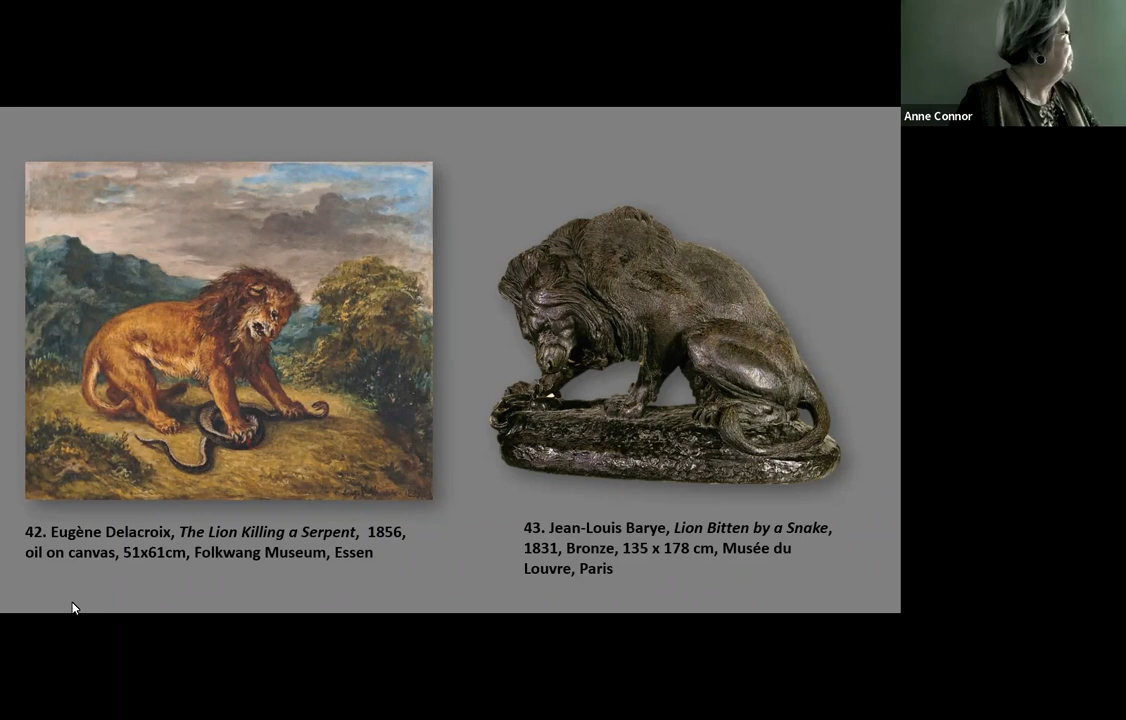 Anne Connor
42. Eugène Delacroix, The Lion Killing a Serpent, 1856,
oil on canvas, 51x61cm, Folkwang Museum, Essen
43. Jean-Louis Barye, Lion Bitten by a Snake,
1831, Bronze, 135 x 178 cm, Musée du
Louvre, Paris